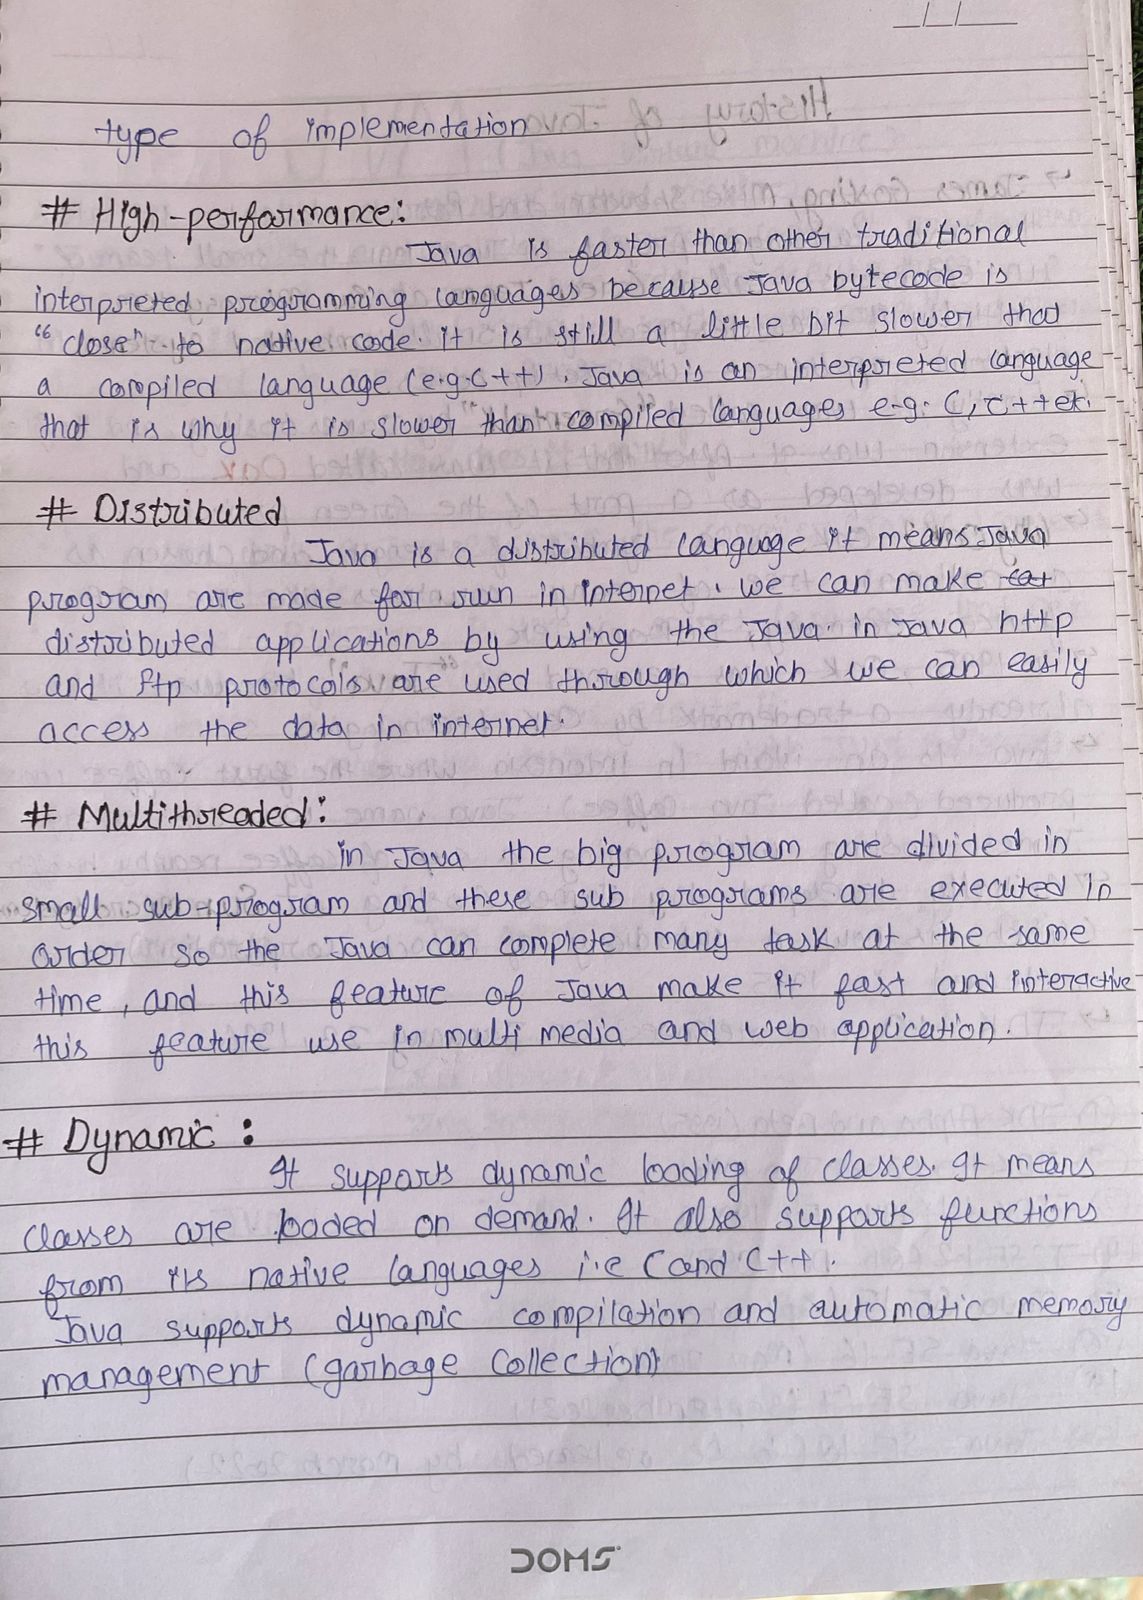 type of implementation
# High-performance:
Java is faster than other traditional
interpreted programming languages because Java bytecode is
"close" to native code. it is still a little bit slower that
a compiled language (e.g. C++). Java is an interpreted language
that is why it is slower than compiled languages e.g. C, C++ etc.
# Distributed
Java is a distributed language it means Java
program are made for run in internet. we can make
distributed applications by using the Java. in Java http
and ftp protocols are used thorough which we can easily
access the data in internet.
# Multithreaded:
in Java the big program are divided in
small sub-program and these sub programs are executed in
order so the Java can complete many task at the same
time, and this feature of Java make it fast and interactive
this feature use in multi media and web application.
# Dynamic :
It supports dynamic loading of classes. It means
classes are loaded on demand. It also supports functions
from its native languages i.e C and C++.
Java supports dynamic compilation and automatic memory
management (garbage collection)
DOMS